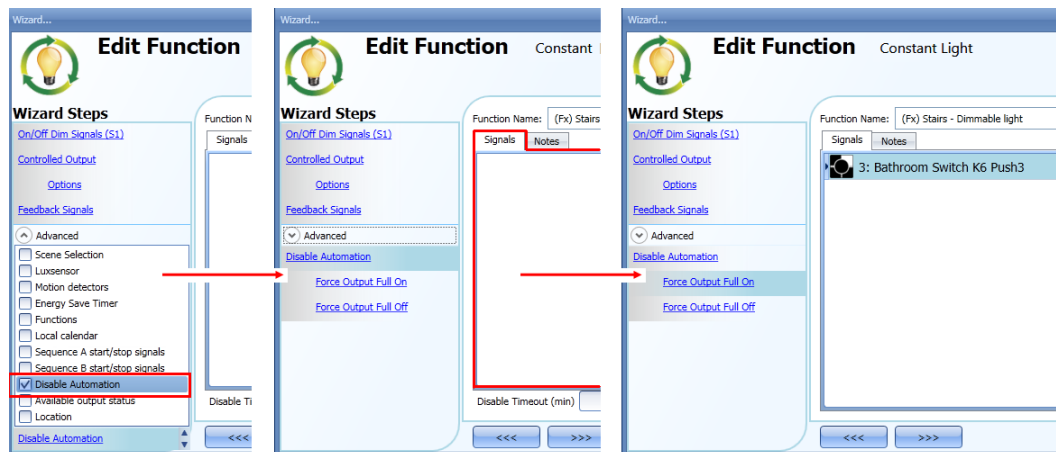 Wizard...
Edit Function
Wizard Steps
On/Off Dim Signals (S1)
Controlled Output
Options
Feedback Signals
Advanced
Scene Selection
Luxsensor
Motion detectors
Energy Save Timer
Functions
Local calendar
Sequence A start/stop signals
Sequence B start/stop signals
Disable Automation
Available output status
Location
Disable Automation
Function N
Signals
Disable Ti
<<<
Wizard...
Edit Function Constant
Wizard Steps
On/Off Dim Signals (S1)
Controlled Output
Options
Feedback Signals
Advanced
Disable Automation
Force Output Full On
Force Output Full Off
Function Name: (Fx) Stairs
Signals Notes
Disable Timeout (min)
<<< >>>
Wizard...
Edit Function Constant Light
Wizard Steps
On/Off Dim Signals (S1)
Controlled Output
Options
Feedback Signals
Advanced
Disable Automation
Force Output Full On
Force Output Full Off
Function Name: (Fx) Stairs - Dimmable light
Signals Notes
3: Bathroom Switch K6 Push3
<<< >>>